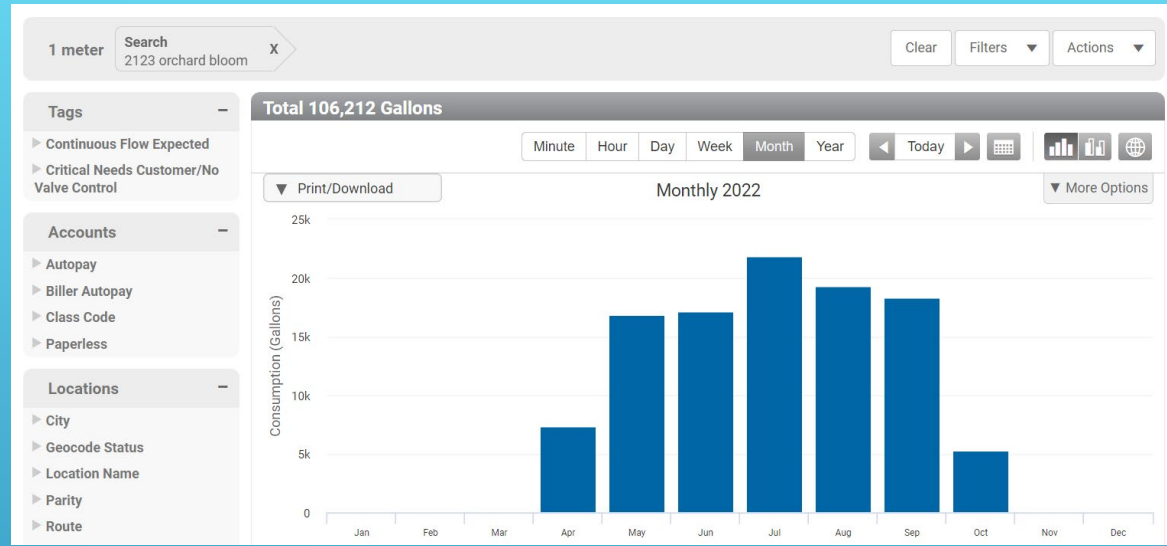 1 meter
Search
2123 orchard bloom
X
Clear
Filters ▼
Actions ▼
Tags −
Continuous Flow Expected
Critical Needs Customer/No
Valve Control
Accounts −
Autopay
Biller Autopay
Class Code
Paperless
Locations −
City
Geocode Status
Location Name
Parity
Route
Total 106,212 Gallons
Minute Hour Day Week Month Year
Today
▼ Print/Download
Monthly 2022
▼ More Options
Consumption (Gallons)
25k
20k
15k
10k
5k
0
Jan Feb Mar Apr May Jun Jul Aug Sep Oct Nov Dec